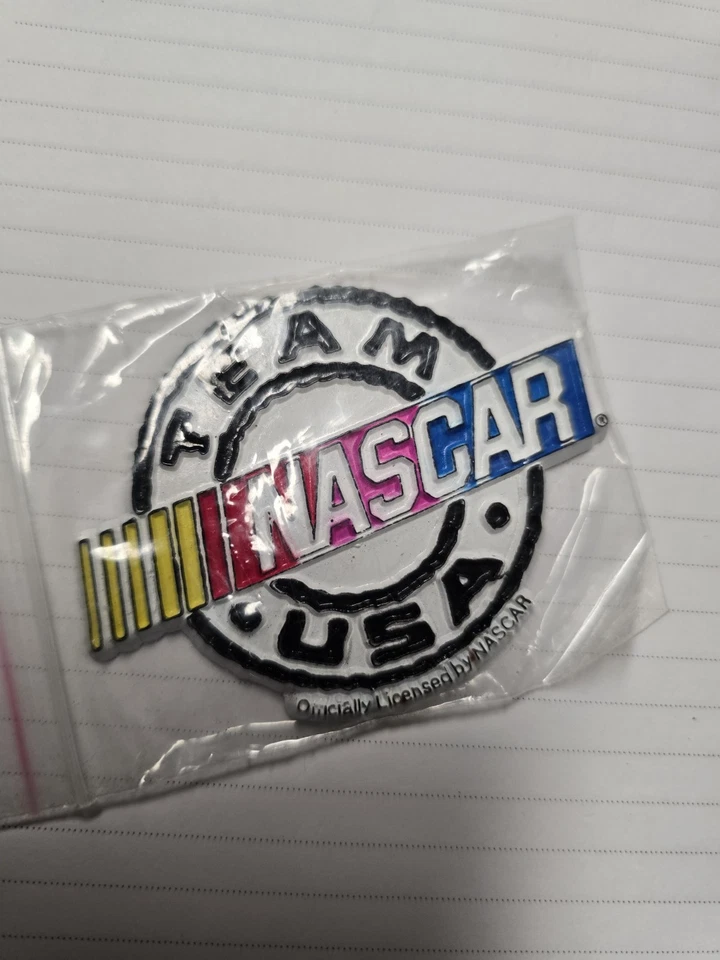 TEAM
NASCAR®
USA
Officially Licensed by NASCAR